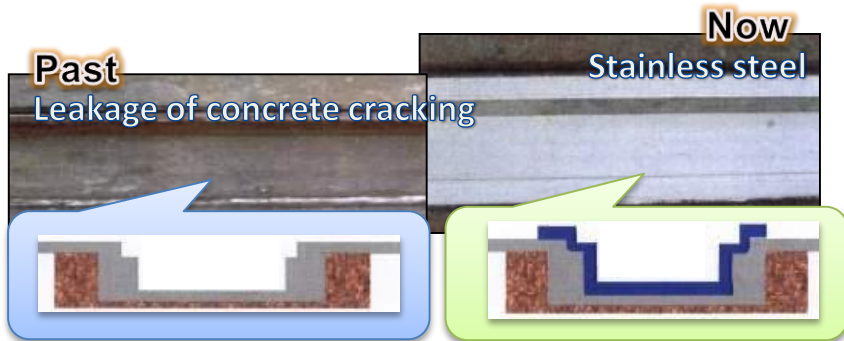 Past
Leakage of concrete cracking
Now
Stainless steel